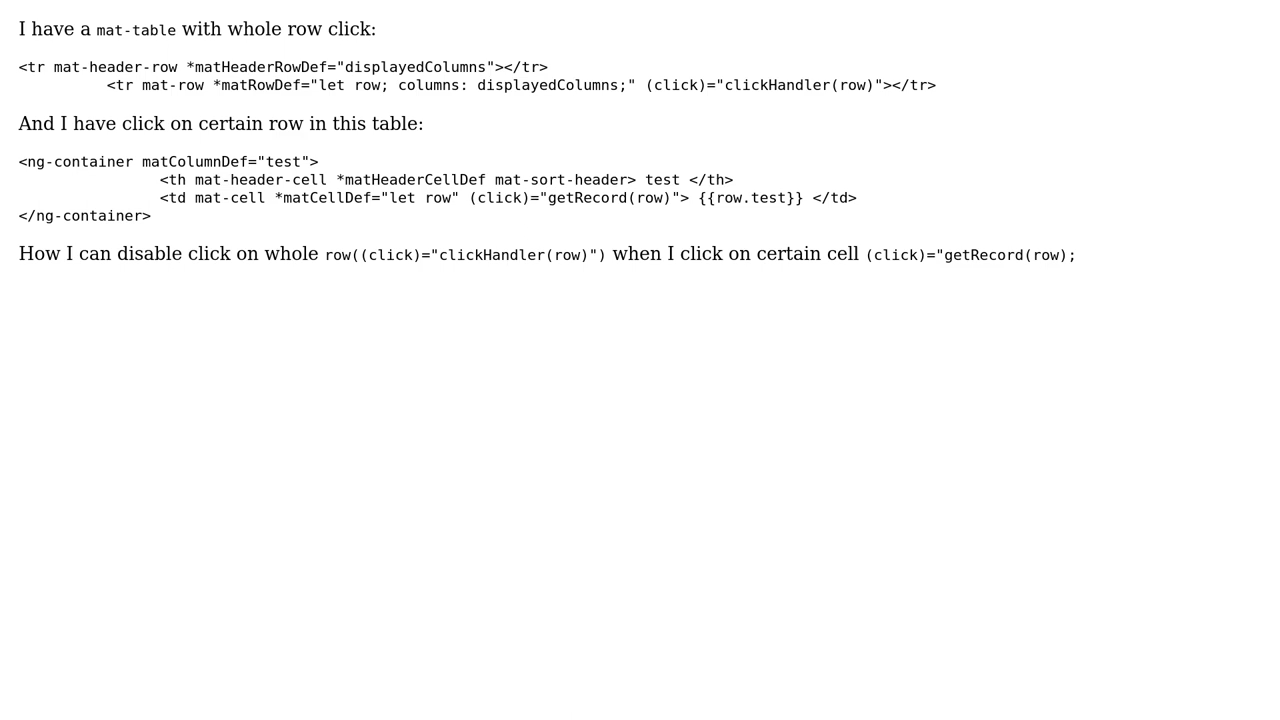 I have a mat-table with whole row click:
<tr mat-header-row *matHeaderRowDef="displayedColumns"></tr>
          <tr mat-row *matRowDef="let row; columns: displayedColumns;" (click)="clickHandler(row)"></tr>
And I have click on certain row in this table:
<ng-container matColumnDef="test">
                <th mat-header-cell *matHeaderCellDef mat-sort-header> test </th>
                <td mat-cell *matCellDef="let row" (click)="getRecord(row)"> {{row.test}} </td>
</ng-container>
How I can disable click on whole row((click)="clickHandler(row)") when I click on certain cell (click)="getRecord(row);